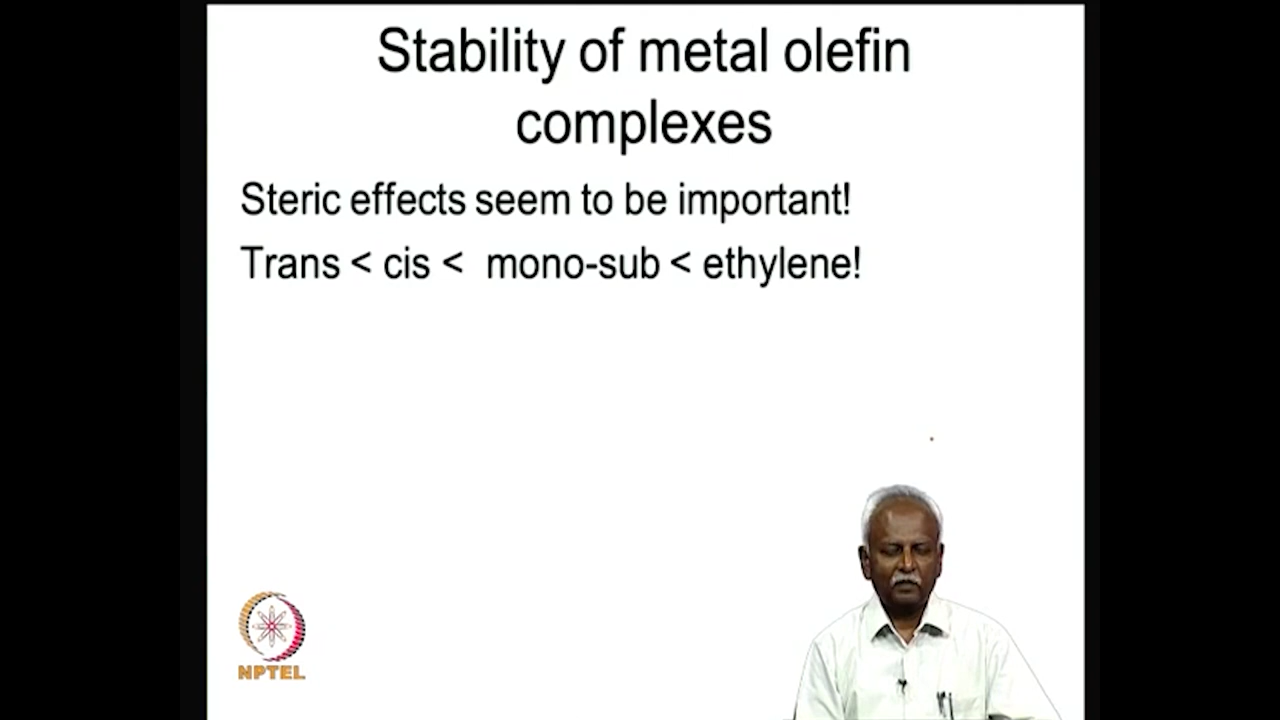 Stability of metal olefin
complexes
Steric effects seem to be important!
Trans < cis < mono-sub < ethylene!
NPTEL